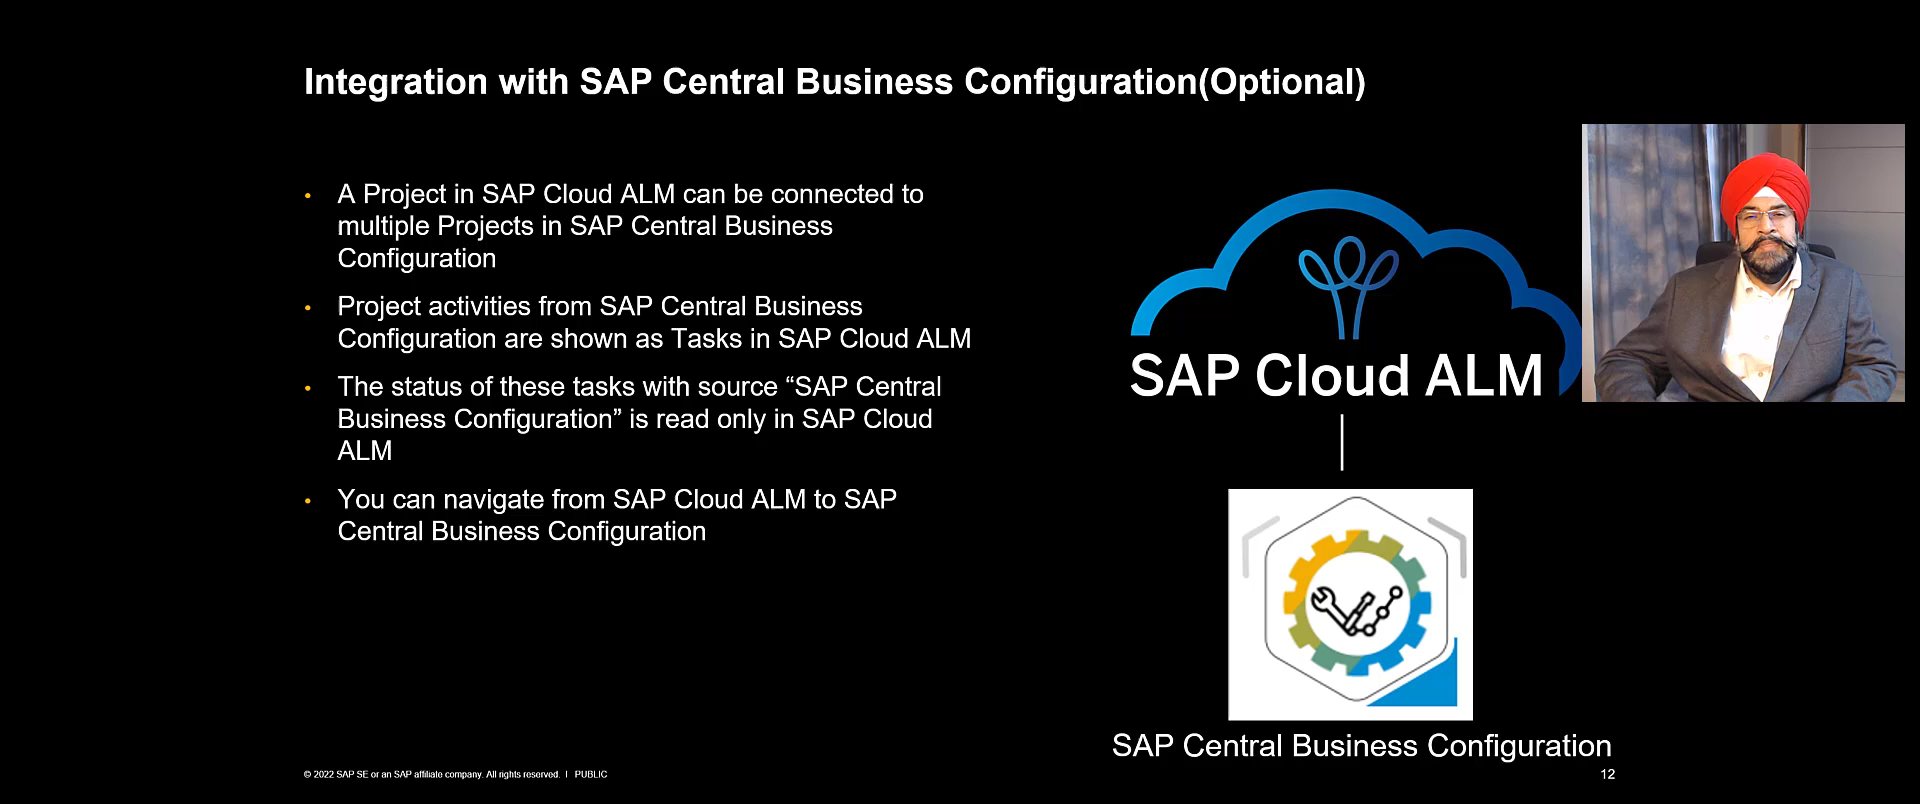 Integration with SAP Central Business Configuration(Optional)
• A Project in SAP Cloud ALM can be connected to
multiple Projects in SAP Central Business
Configuration
• Project activities from SAP Central Business
Configuration are shown as Tasks in SAP Cloud ALM
• The status of these tasks with source “SAP Central
Business Configuration” is read only in SAP Cloud
ALM
• You can navigate from SAP Cloud ALM to SAP
Central Business Configuration
SAP Cloud ALM
SAP Central Business Configuration
© 2022 SAP SE or an SAP affiliate company. All rights reserved. | PUBLIC
12